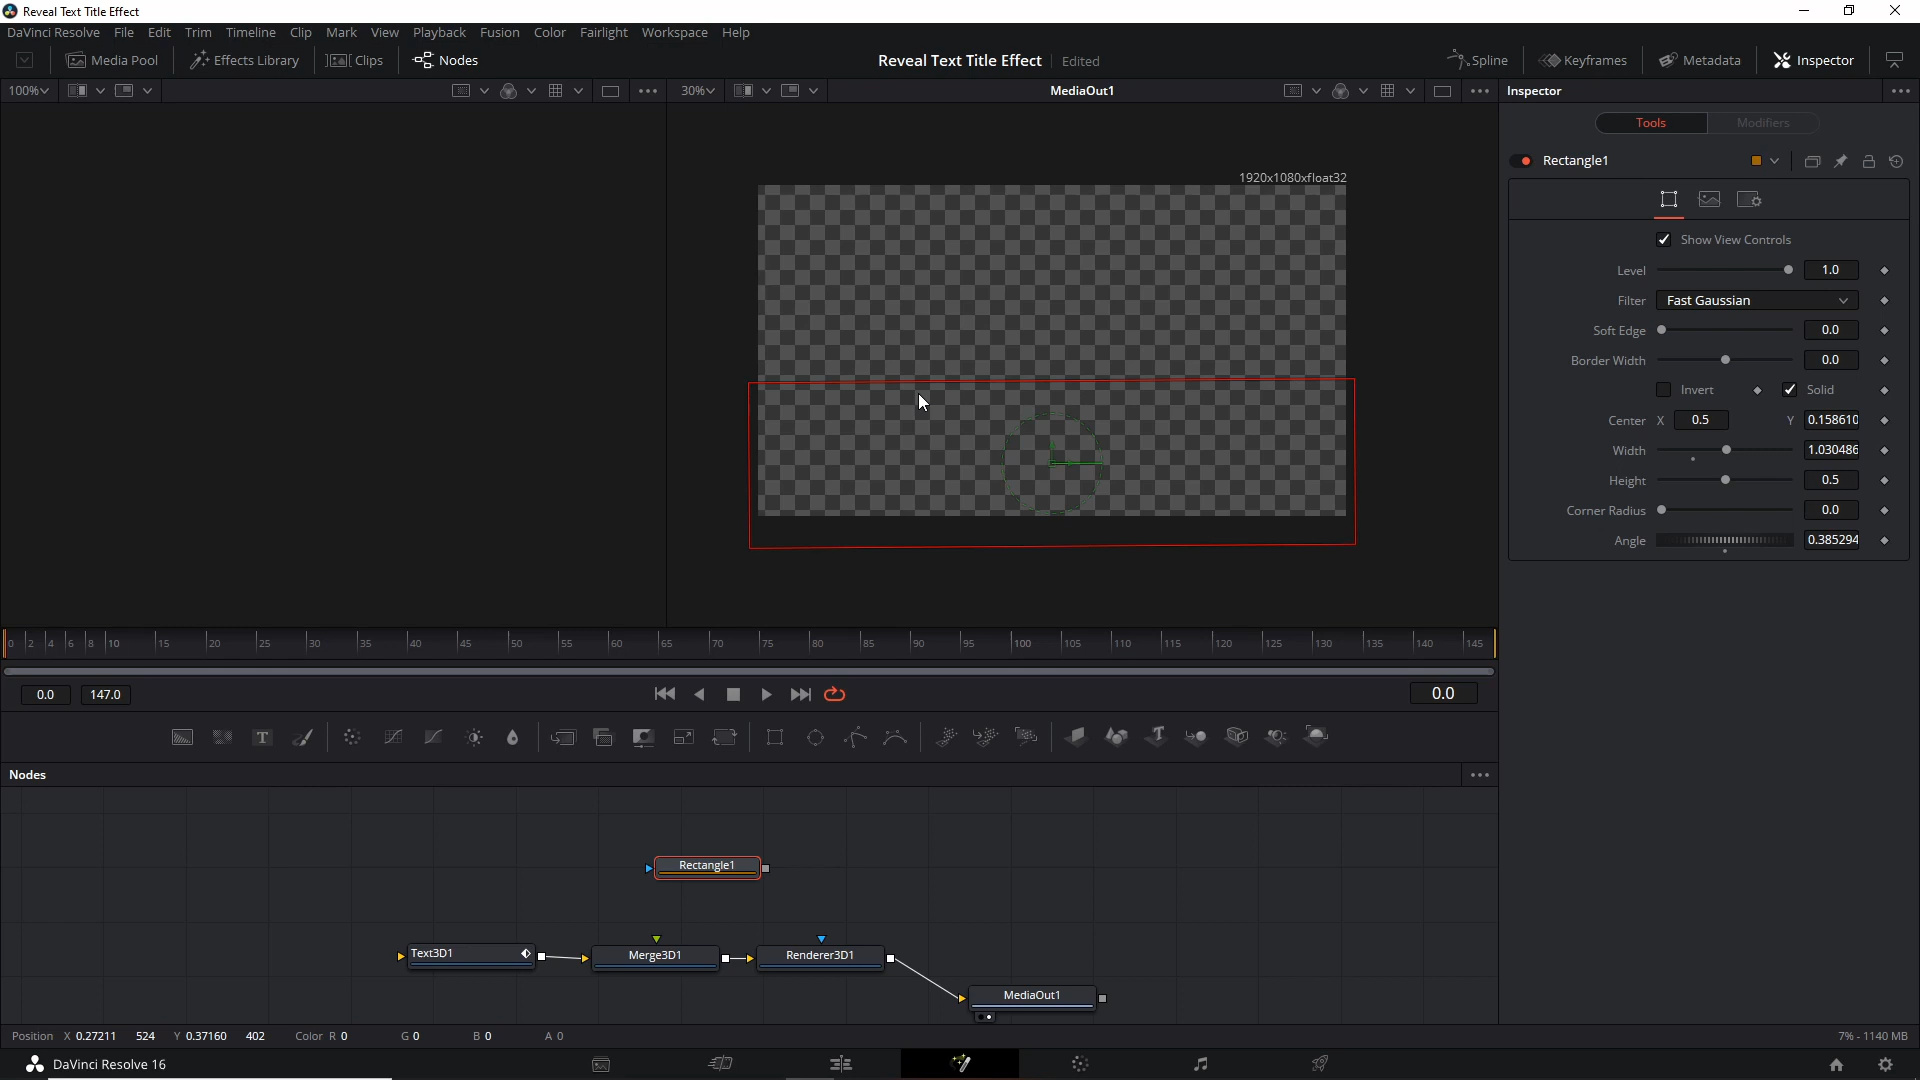 Reveal Text Title Effect
DaVinci Resolve File Edit Trim Timeline Clip Mark View Playback Fusion Color Fairlight Workspace Help
Media Pool Effects Library Clips Nodes Reveal Text Title Effect Edited Spline Keyframes Metadata Inspector
100% 30% MediaOut1 Inspector
Tools Modifiers
Rectangle1
1920x1080xfloat32
Show View Controls
Level 1.0
Filter Fast Gaussian
Soft Edge 0.0
Border Width 0.0
Invert Solid
Center X 0.5 Y 0.158610
Width 1.030486
Height 0.5
Corner Radius 0.0
Angle 0.385294
0 2 4 6 8 10 15 20 25 30 35 40 45 50 55 60 65 70 75 80 85 90 95 100 105 110 115 120 125 130 135 140 145
0.0 147.0 0.0
T
Nodes
Rectangle1
Text3D1 Merge3D1 Renderer3D1
MediaOut1
Position X 0.27211 524 Y 0.37160 402 Color R 0 G 0 B 0 A 0 7% - 1140 MB
DaVinci Resolve 16